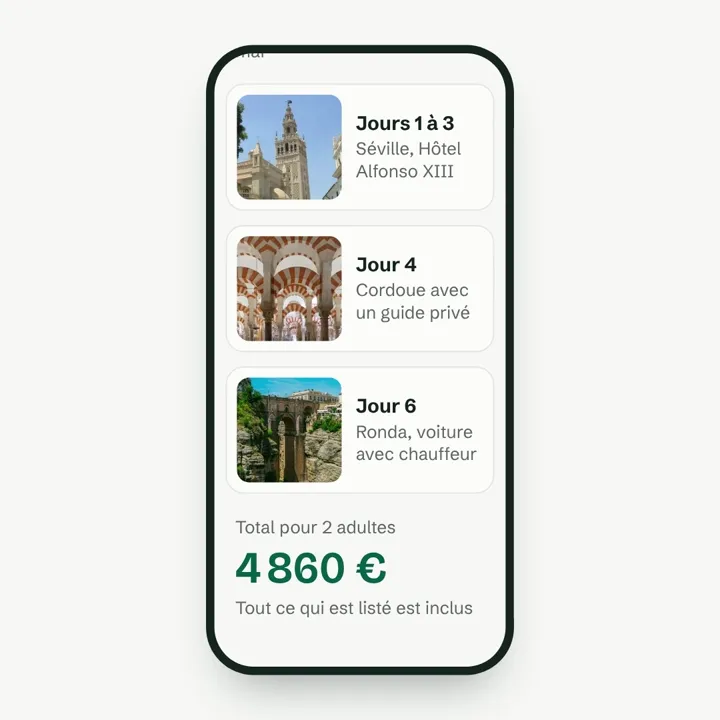 Jours 1 à 3
Séville, Hôtel
Alfonso XIII
Jour 4
Cordoue avec
un guide privé
Jour 6
Ronda, voiture
avec chauffeur
Total pour 2 adultes
4 860 €
Tout ce qui est listé est inclus